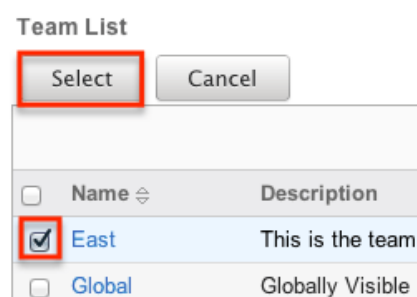 Team List
Select Cancel
Name Description
East This is the team
Global Globally Visible